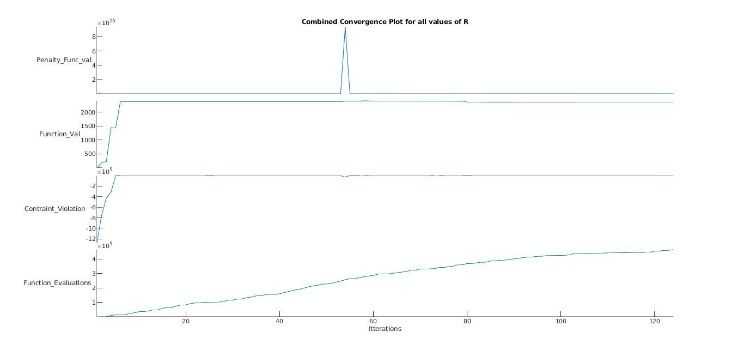 Combined Convergence Plot for all values of R
×10^15
8
6
4
2
Penalty_Func_val
2000
1500
1000
500
Function_Val
-2
-4
-6
-8
-10
-12
Contraint_Violation
4
3
2
1
Function_Evaluations
20 40 60 80 100 120
Itterations